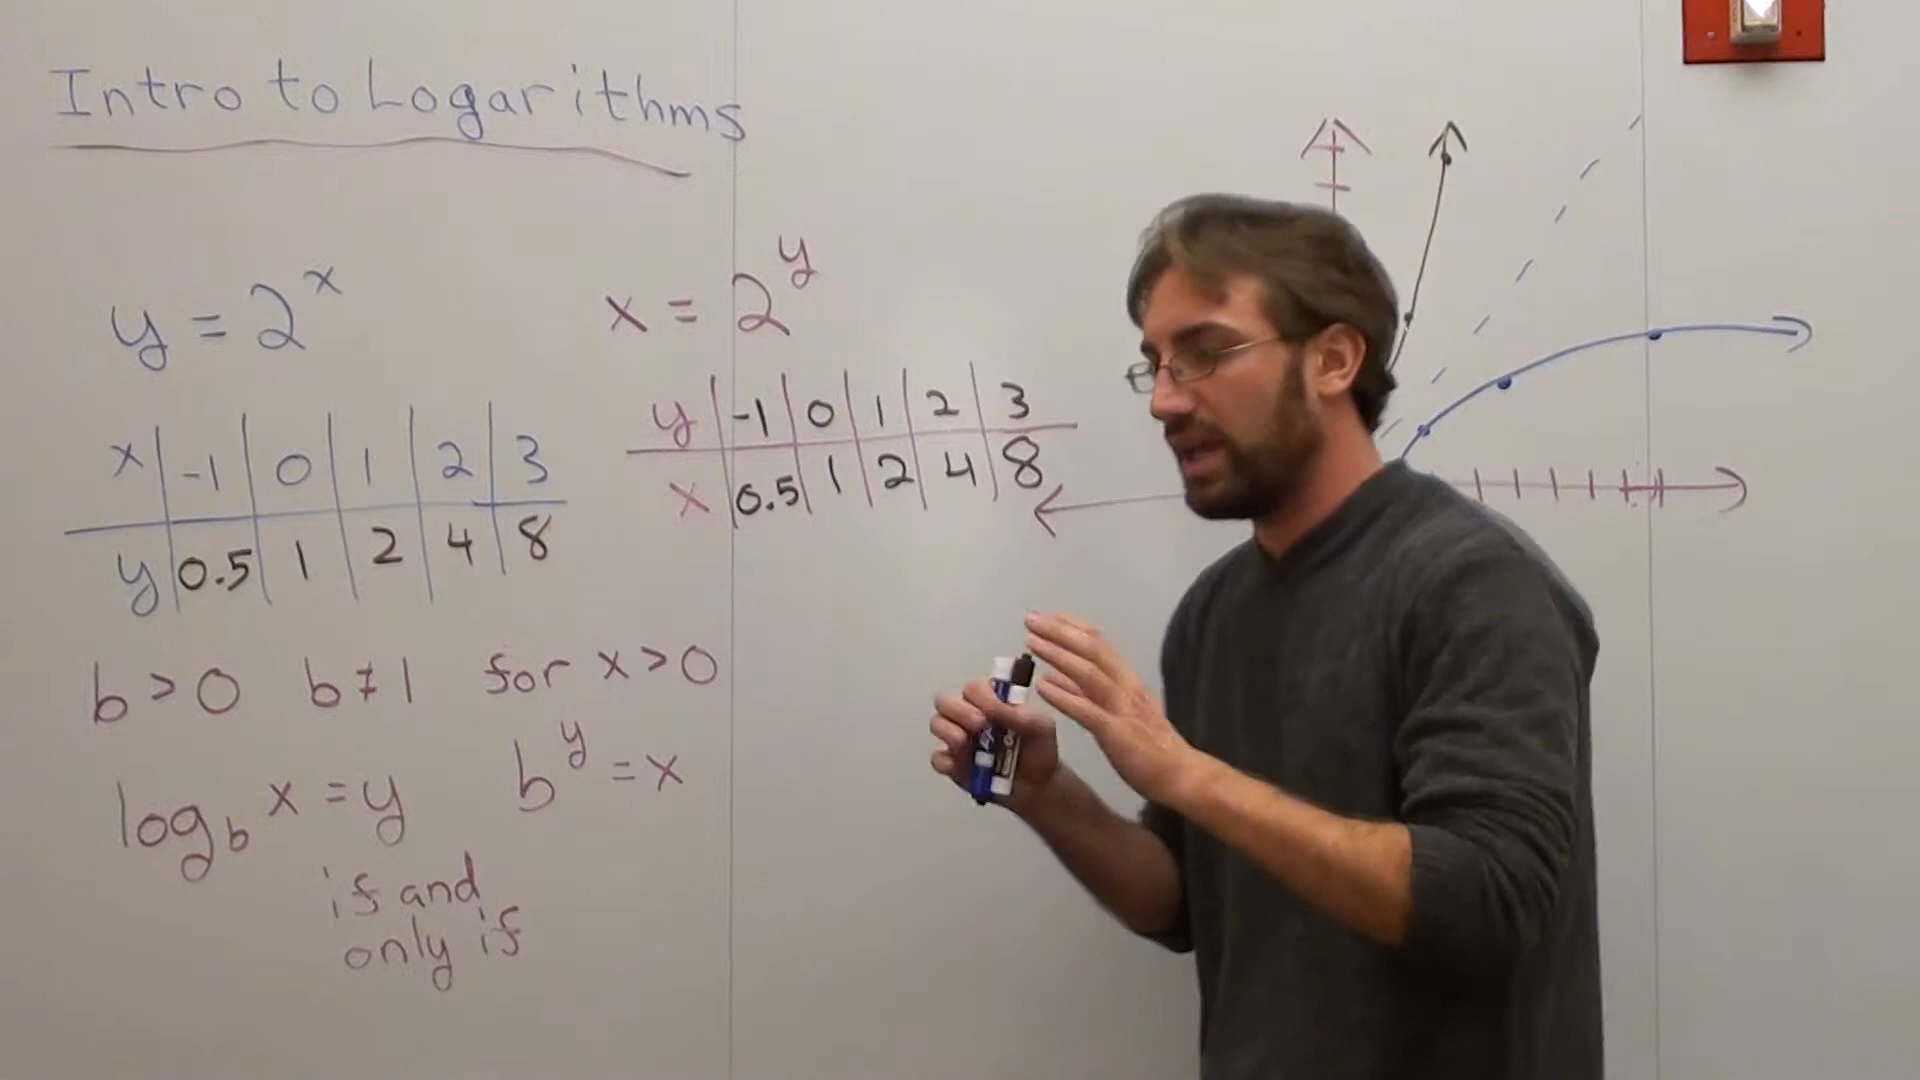 Intro to Logarithms
y = 2^x
x | -1 | 0 | 1 | 2 | 3
y | 0.5 | 1 | 2 | 4 | 8
x = 2^y
y | -1 | 0 | 1 | 2 | 3
x | 0.5 | 1 | 2 | 4 | 8
b > 0 b ≠ 1 for x > 0
log_b x = y b^y = x
if and
only if